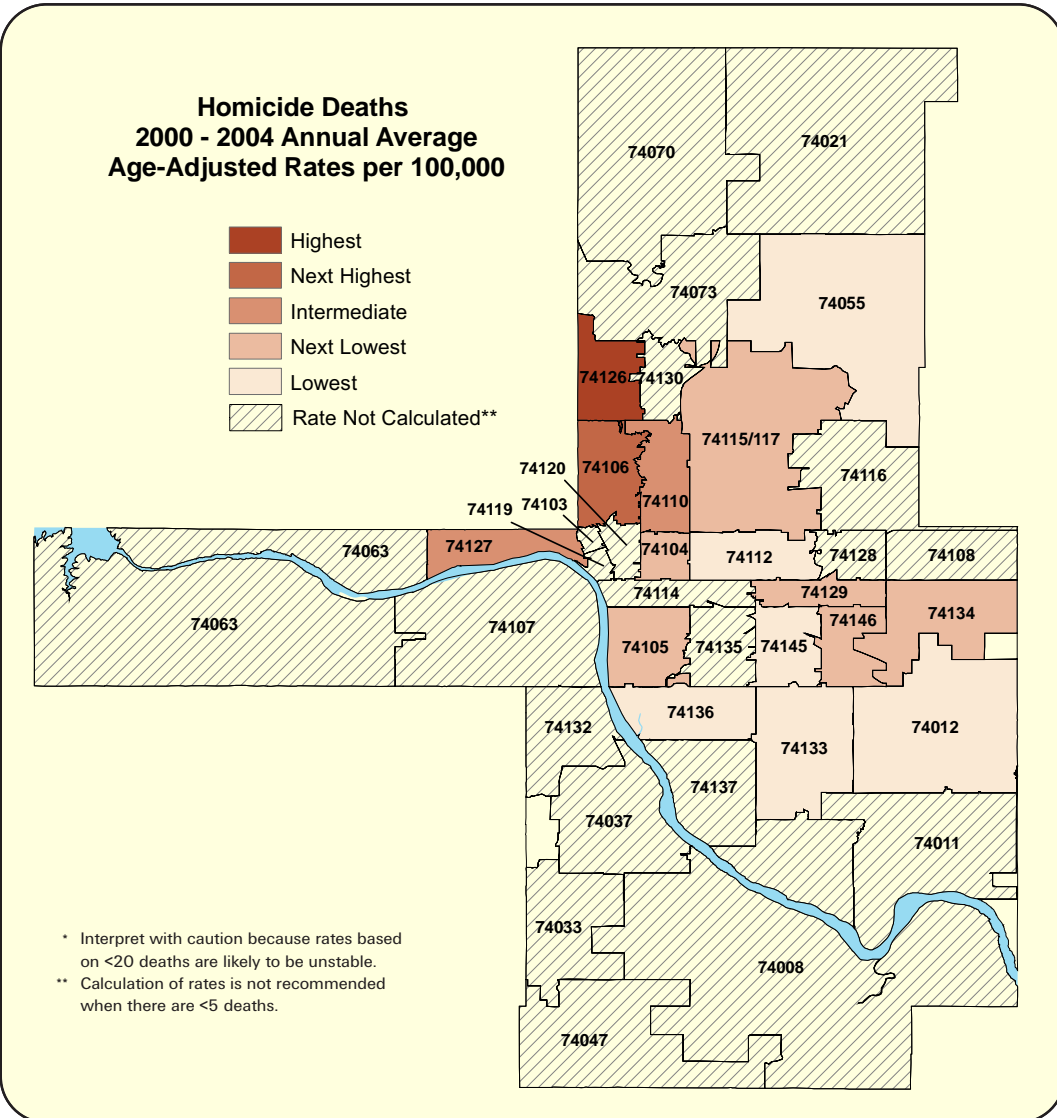 Homicide Deaths
2000 - 2004 Annual Average
Age-Adjusted Rates per 100,000
Highest
Next Highest
Intermediate
Next Lowest
Lowest
Rate Not Calculated**
74070
74021
74073
74055
74126
74130
74115/117
74106
74120
74110
74116
74119
74103
74063
74127
74104
74112
74128
74108
74114
74129
74063
74107
74105
74135
74145
74146
74134
74132
74136
74133
74012
74137
74037
74011
74033
74008
74047
* Interpret with caution because rates based
on <20 deaths are likely to be unstable.
** Calculation of rates is not recommended
when there are <5 deaths.